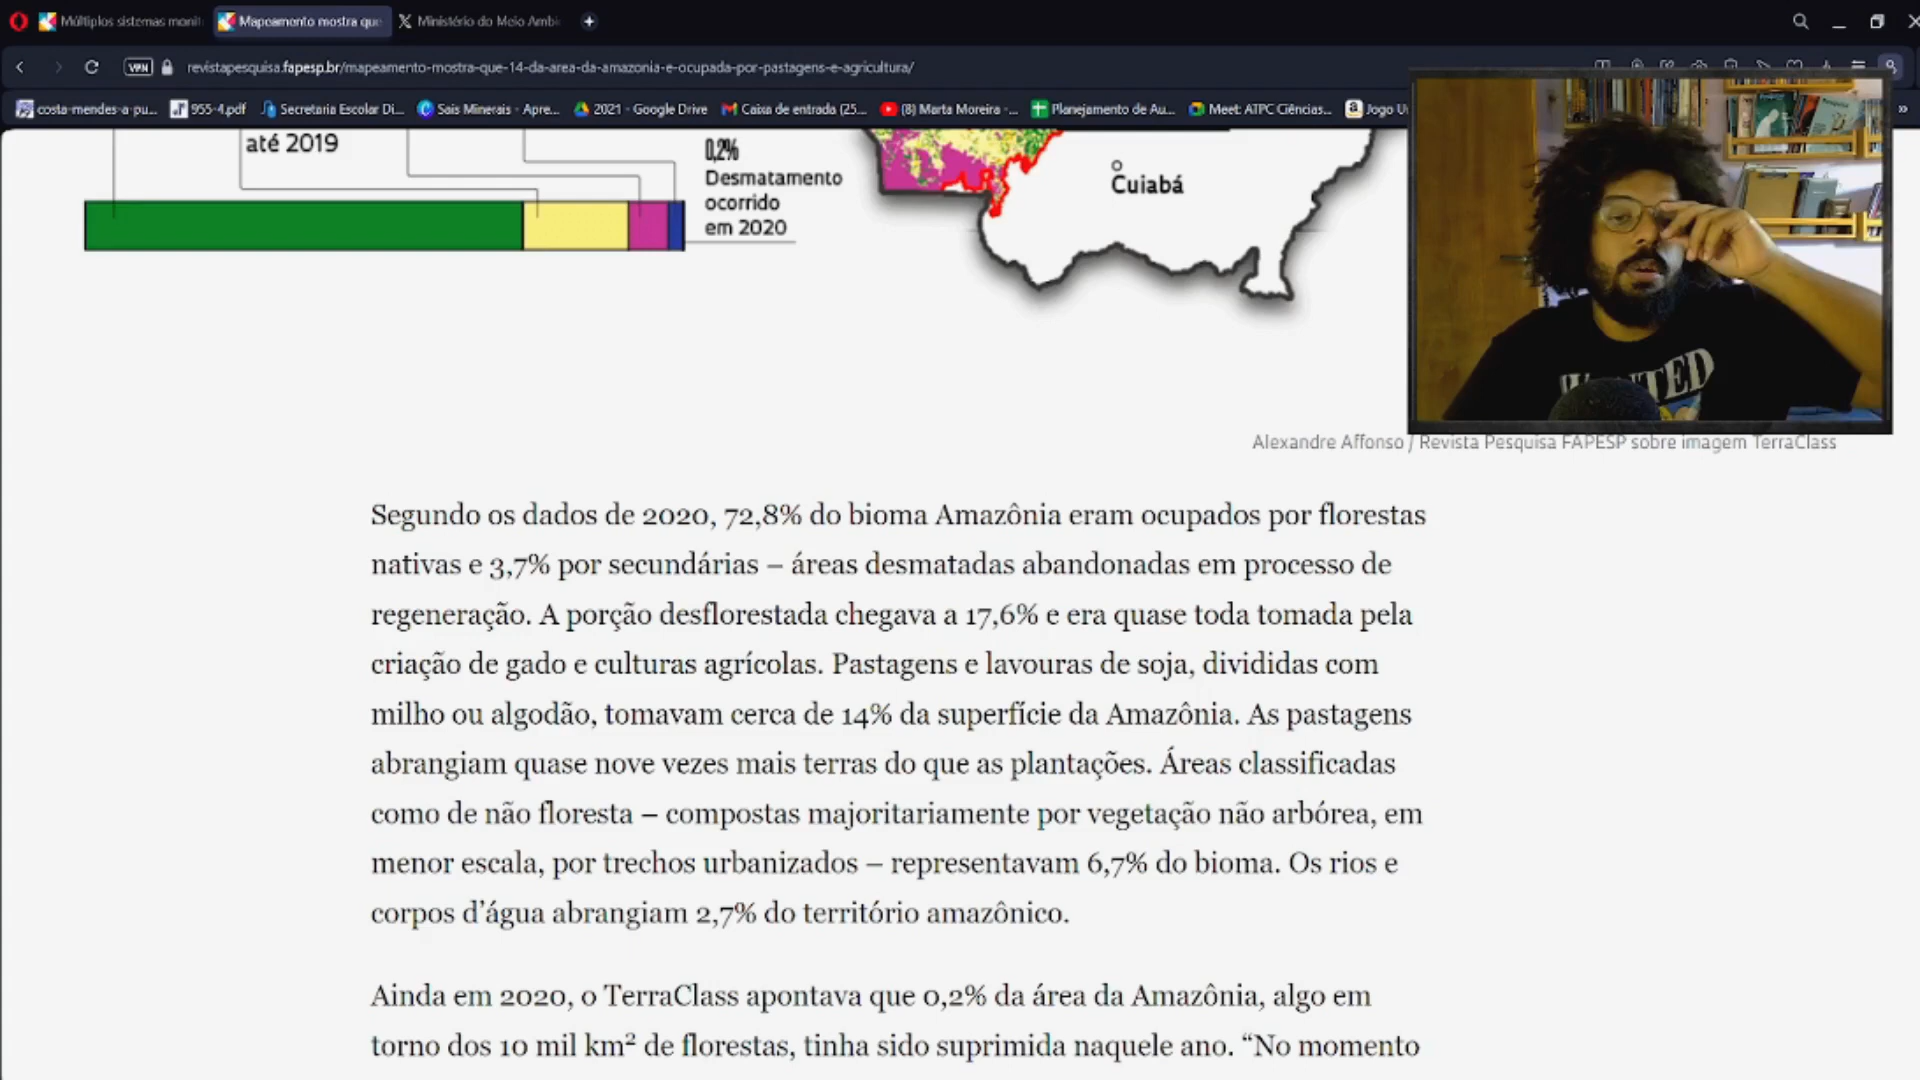 Múltiplos sistemas monit
Mapeamento mostra que
Ministério do Meio Ambi
VPN
revistapesquisa.fapesp.br/mapeamento-mostra-que-14-da-area-da-amazonia-e-ocupada-por-pastagens-e-agricultura/
costa-mendes-a-pu...
955-4.pdf
Secretaria Escolar Di...
Sais Minerais - Apre...
2021 - Google Drive
Caixa de entrada (25...
(8) Marta Moreira -...
Planejamento de Au...
Meet: ATPC Ciências...
Jogo U
até 2019
0,2%
Desmatamento
ocorrido
em 2020
Cuiabá
WANTED
Alexandre Affonso / Revista Pesquisa FAPESP sobre imagem TerraClass
Segundo os dados de 2020, 72,8% do bioma Amazônia eram ocupados por florestas
nativas e 3,7% por secundárias – áreas desmatadas abandonadas em processo de
regeneração. A porção desflorestada chegava a 17,6% e era quase toda tomada pela
criação de gado e culturas agrícolas. Pastagens e lavouras de soja, divididas com
milho ou algodão, tomavam cerca de 14% da superfície da Amazônia. As pastagens
abrangiam quase nove vezes mais terras do que as plantações. Áreas classificadas
como de não floresta – compostas majoritariamente por vegetação não arbórea, em
menor escala, por trechos urbanizados – representavam 6,7% do bioma. Os rios e
corpos d’água abrangiam 2,7% do território amazônico.
Ainda em 2020, o TerraClass apontava que 0,2% da área da Amazônia, algo em
torno dos 10 mil km² de florestas, tinha sido suprimida naquele ano. “No momento